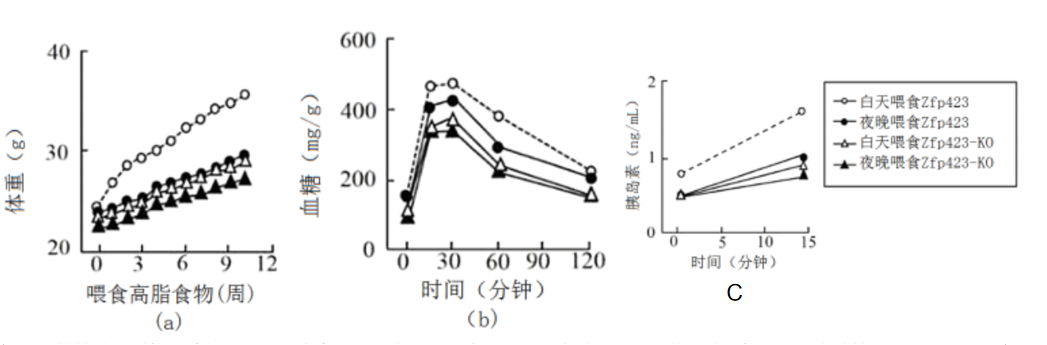 体重（g）
40
30
20
0 3 6 9 12
喂食高脂食物(周)
(a)
血糖（mg/g）
600
400
200
0
0 30 60 90 120
时间（分钟）
(b)
胰岛素（ng/mL）
2
1
0
0 5 10 15
时间（分钟）
C
白天喂食Zfp423
夜晚喂食Zfp423
白天喂食Zfp423-KO
夜晚喂食Zfp423-KO